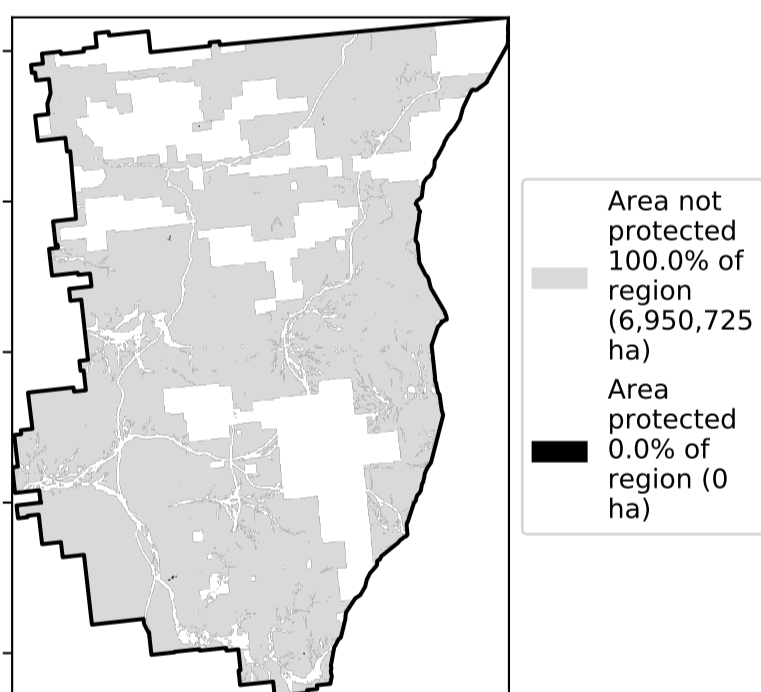 Area not
protected
100.0% of
region
(6,950,725
ha)
Area
protected
0.0% of
region (0
ha)